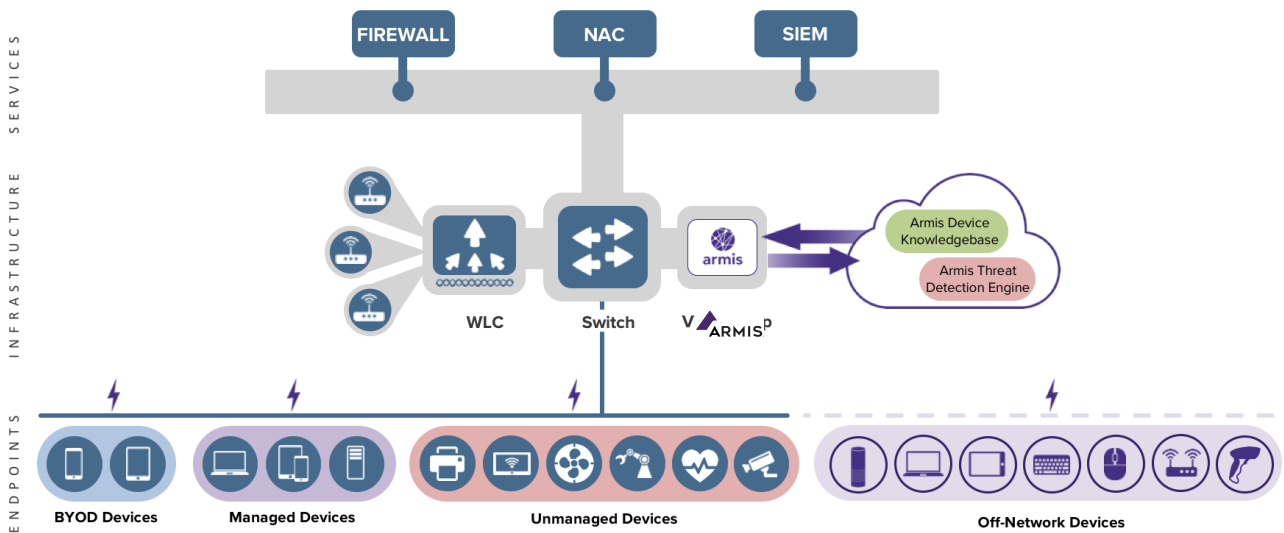 SERVICES
FIREWALL
NAC
SIEM
INFRASTRUCTURE
armis
Armis Device
Knowledgebase
Armis Threat
Detection Engine
WLC
Switch
ARMIS
ENDPOINTS
BYOD Devices
Managed Devices
Unmanaged Devices
Off-Network Devices